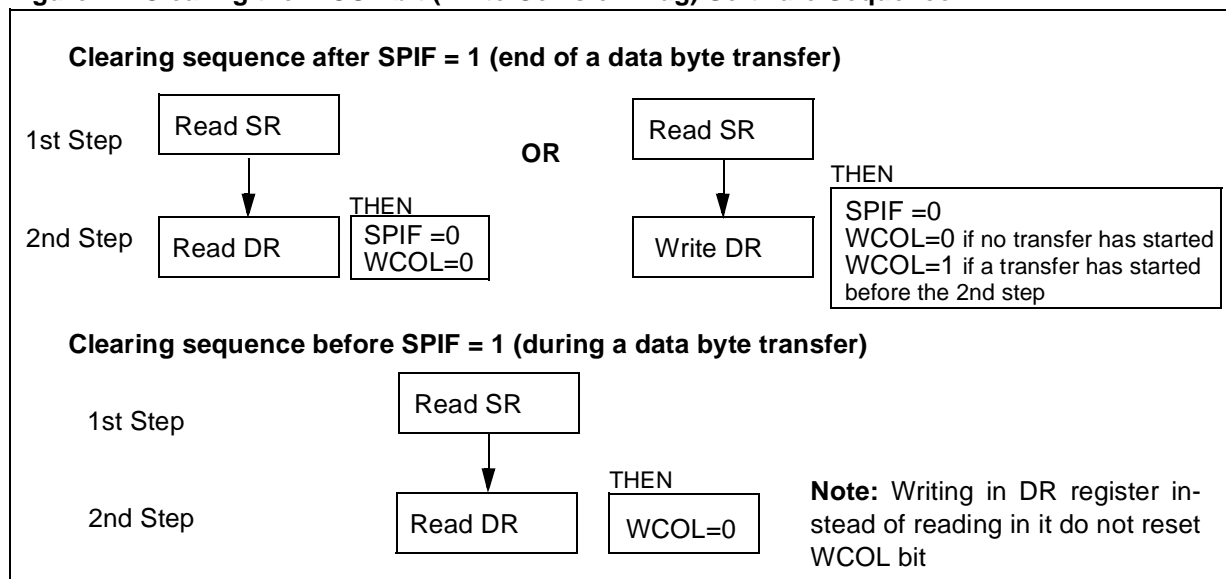 Clearing sequence after SPIF = 1 (end of a data byte transfer)
1st Step
Read SR
OR
Read SR
2nd Step
Read DR
THEN
SPIF =0
WCOL=0
Write DR
THEN
SPIF =0
WCOL=0 if no transfer has started
WCOL=1 if a transfer has started
before the 2nd step
Clearing sequence before SPIF = 1 (during a data byte transfer)
1st Step
Read SR
2nd Step
Read DR
THEN
WCOL=0
Note: Writing in DR register in-
stead of reading in it do not reset
WCOL bit